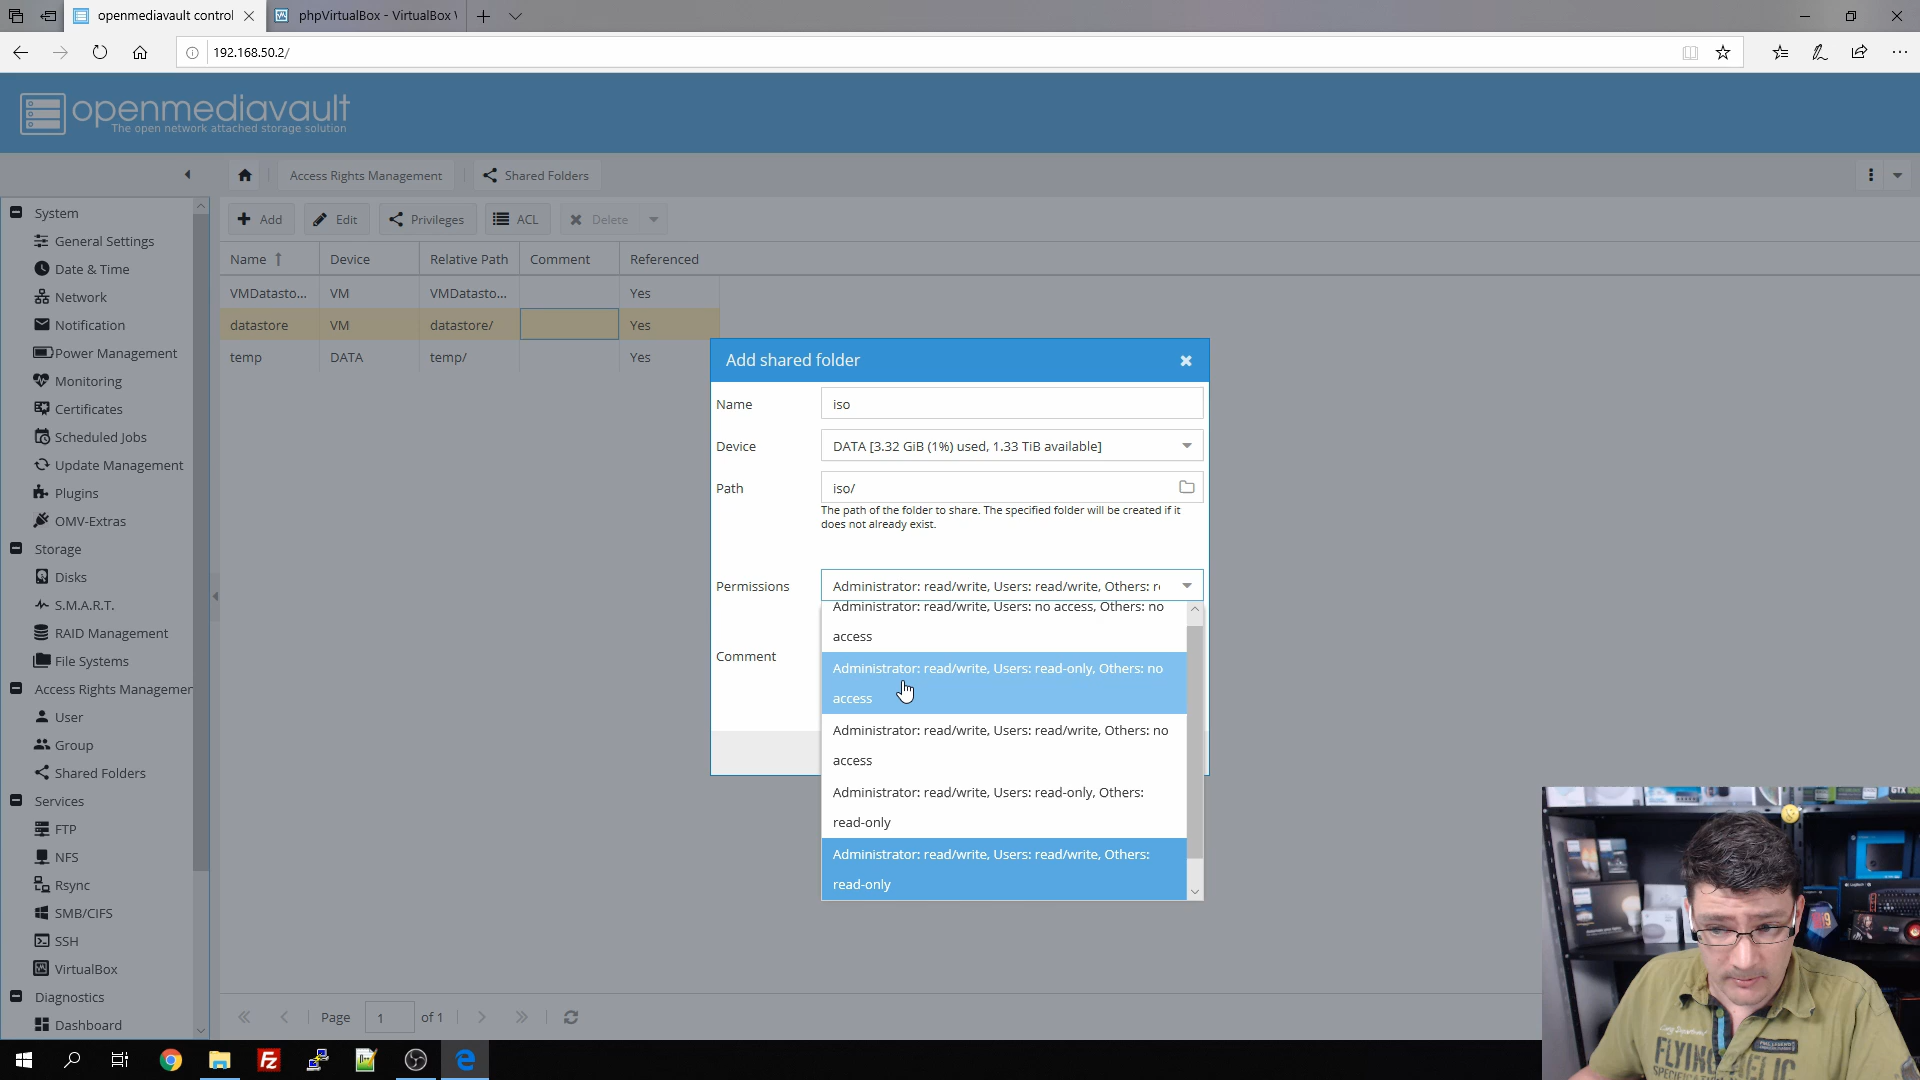 openmediavault control
phpVirtualBox - VirtualBox
192.168.50.2/
openmediavault
The open network attached storage solution
Access Rights Management
Shared Folders
System
General Settings
Date & Time
Network
Notification
Power Management
Monitoring
Certificates
Scheduled Jobs
Update Management
Plugins
OMV-Extras
Storage
Disks
S.M.A.R.T.
RAID Management
File Systems
Access Rights Managemen
User
Group
Shared Folders
Services
FTP
NFS
Rsync
SMB/CIFS
SSH
VirtualBox
Diagnostics
Dashboard
Add Edit Privileges ACL Delete
Name Device Relative Path Comment Referenced
VMDatasto... VM VMDatasto... Yes
datastore VM datastore/ Yes
temp DATA temp/ Yes
Add shared folder
Name iso
Device DATA [3.32 GiB (1%) used, 1.33 TiB available]
Path iso/
The path of the folder to share. The specified folder will be created if it
does not already exist.
Permissions Administrator: read/write, Users: read/write, Others: r
Administrator: read/write, Users: no access, Others: no
access
Comment
Administrator: read/write, Users: read-only, Others: no
access
Administrator: read/write, Users: read/write, Others: no
access
Administrator: read/write, Users: read-only, Others:
read-only
Administrator: read/write, Users: read/write, Others:
read-only
Page 1 of 1
FLYING